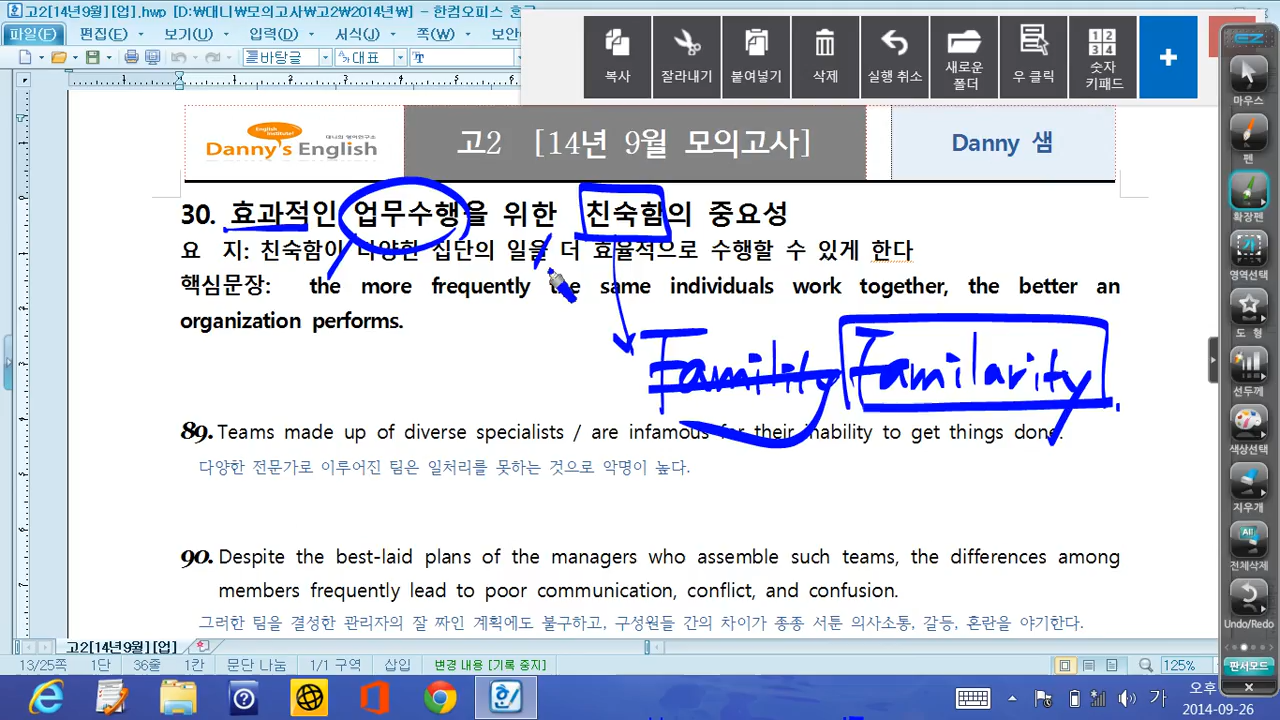 고2[14년9월][업].hwp [D:₩대니₩모의고사₩고2₩2014년₩] - 한컴오피스 한글
파일(F) 편집(E) 보기(U) 입력(D) 서식(J) 쪽(W) 보안
바탕글 대표
복사 잘라내기 붙여넣기 삭제 실행 취소 새로운 폴더 우 클릭 숫자 키패드
English Institute! 대니의 영어연구소
Danny's English
고2 [14년 9월 모의고사]
Danny 샘
30. 효과적인 업무수행을 위한 친숙함의 중요성
요 지: 친숙함이 다양한 집단의 일을 더 효율적으로 수행할 수 있게 한다
핵심문장: the more frequently the same individuals work together, the better an
organization performs.
Famility Familarity
89. Teams made up of diverse specialists / are infamous for their inability to get things done.
다양한 전문가로 이루어진 팀은 일처리를 못하는 것으로 악명이 높다.
90. Despite the best-laid plans of the managers who assemble such teams, the differences among
members frequently lead to poor communication, conflict, and confusion.
그러한 팀을 결성한 관리자의 잘 짜인 계획에도 불구하고, 구성원들 간의 차이가 종종 서툰 의사소통, 갈등, 혼란을 야기한다.
고2[14년9월][업]
13/25쪽 1단 36줄 1칸 문단 나눔 1/1 구역 삽입 변경 내용 [기록 중지] 125%
가 오후
2014-09-26
EZ
마우스
펜
확장펜
영역선택
도 형
선두께
색상선택
지우개
All
전체삭제
Undo/Redo
판서모드